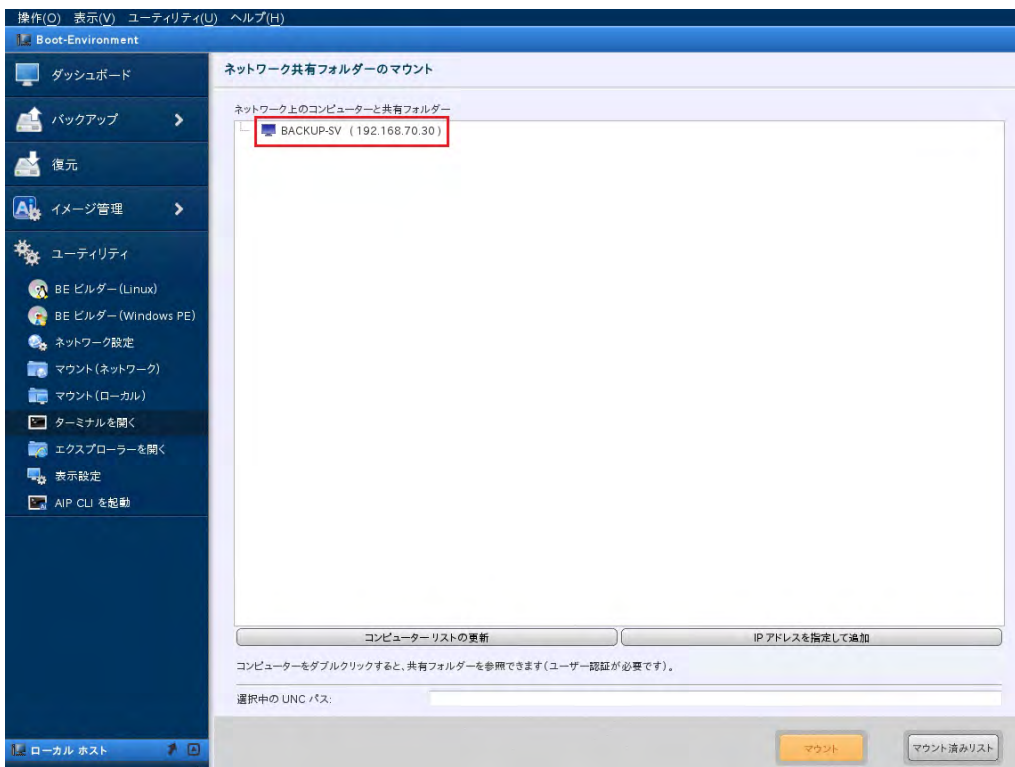 操作(O) 表示(V) ユーティリティ(U) ヘルプ(H)
Boot-Environment
ダッシュボード
バックアップ
復元
イメージ管理
ユーティリティ
BE ビルダー(Linux)
BE ビルダー(Windows PE)
ネットワーク設定
マウント(ネットワーク)
マウント(ローカル)
ターミナルを開く
エクスプローラーを開く
表示設定
AIP CLI を起動
ローカル ホスト
ネットワーク共有フォルダーのマウント
ネットワーク上のコンピューターと共有フォルダー
BACKUP-SV (192.168.70.30)
コンピューター リストの更新
IP アドレスを指定して追加
コンピューターをダブルクリックすると、共有フォルダーを参照できます(ユーザー認証が必要です)。
選択中の UNC パス:
マウント
マウント済みリスト